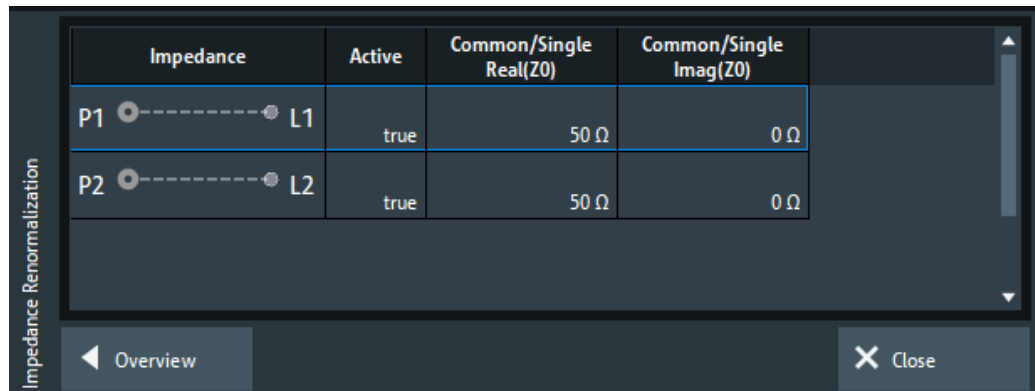 Impedance Renormalization
Impedance Active Common/Single Real(Z0) Common/Single Imag(Z0)
P1 L1 true 50 Ω 0 Ω
P2 L2 true 50 Ω 0 Ω
Overview Close